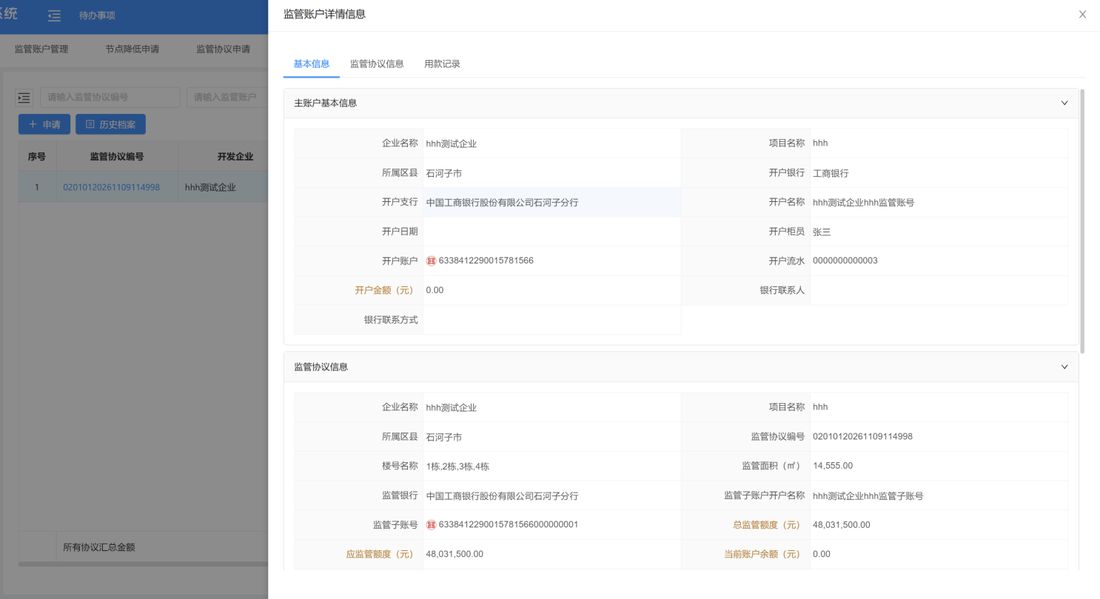 系统
待办事项
监管账户管理 节点降低申请 监管协议申请
请输入监管协议编号 请输入监管账户
申请 历史档案
序号 监管协议编号 开发企业
1 02010120261109114998 hhh测试企业
所有协议汇总金额
监管账户详情信息
基本信息 监管协议信息 用款记录
主账户基本信息
企业名称 hhh测试企业 项目名称 hhh
所属区县 石河子市 开户银行 工商银行
开户支行 中国工商银行股份有限公司石河子分行 开户名称 hhh测试企业hhh监管账号
开户日期 开户柜员 张三
开户账户 6338412290015781566 开户流水 0000000000003
开户金额（元） 0.00 银行联系人
银行联系方式
监管协议信息
企业名称 hhh测试企业 项目名称 hhh
所属区县 石河子市 监管协议编号 02010120261109114998
楼号名称 1栋,2栋,3栋,4栋 监管面积（㎡） 14,555.00
监管银行 中国工商银行股份有限公司石河子分行 监管子账户开户名称 hhh测试企业hhh监管子账号
监管子账号 6338412290015781566000000001 总监管额度（元） 48,031,500.00
应监管额度（元） 48,031,500.00 当前账户余额（元） 0.00